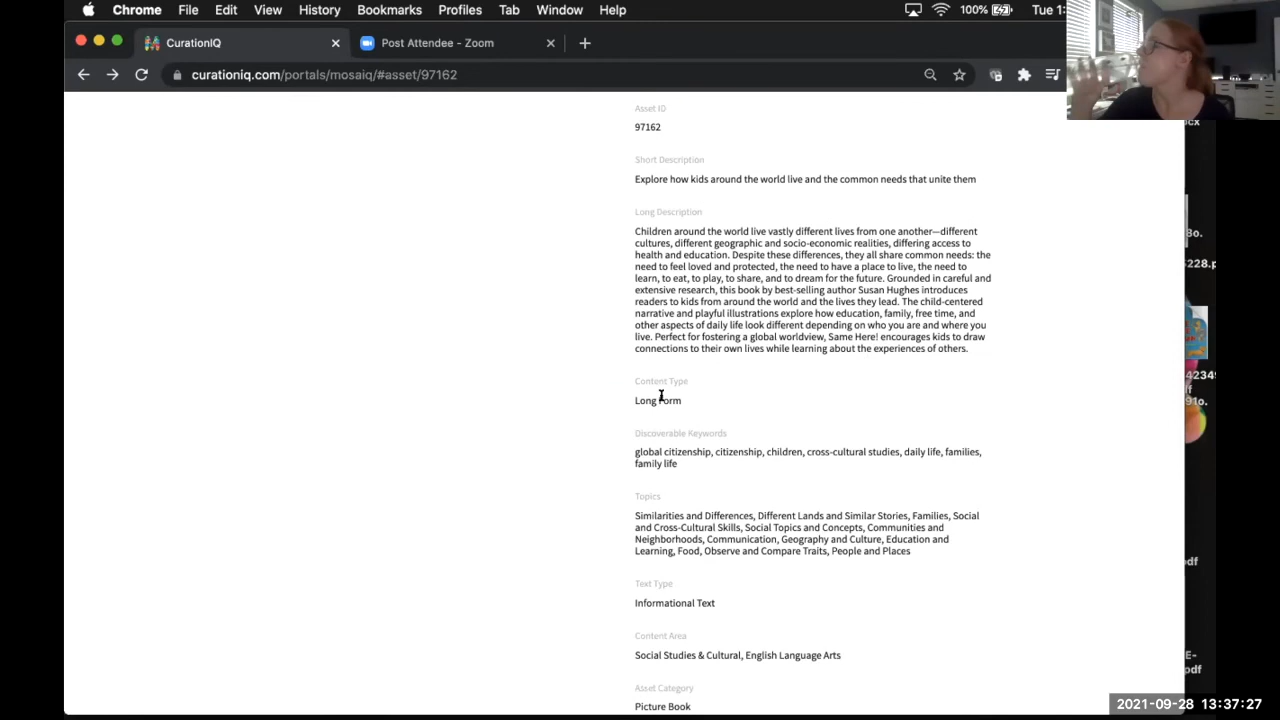 Chrome File Edit View History Bookmarks Profiles Tab Window Help 100% Tue 1
CurationIQ
Post Attendee - Zoom
curationiq.com/portals/mosaiq/#asset/97162
Asset ID
97162
Short Description
Explore how kids around the world live and the common needs that unite them
Long Description
Children around the world live vastly different lives from one another—different
cultures, different geographic and socio-economic realities, differing access to
health and education. Despite these differences, they all share common needs: the
need to feel loved and protected, the need to have a place to live, the need to
learn, to eat, to play, to share, and to dream for the future. Grounded in careful and
extensive research, this book by best-selling author Susan Hughes introduces
readers to kids from around the world and the lives they lead. The child-centered
narrative and playful illustrations explore how education, family, free time, and
other aspects of daily life look different depending on who you are and where you
live. Perfect for fostering a global worldview, Same Here! encourages kids to draw
connections to their own lives while learning about the experiences of others.
Content Type
Long Form
Discoverable Keywords
global citizenship, citizenship, children, cross-cultural studies, daily life, families,
family life
Topics
Similarities and Differences, Different Lands and Similar Stories, Families, Social
and Cross-Cultural Skills, Social Topics and Concepts, Communities and
Neighborhoods, Communication, Geography and Culture, Education and
Learning, Food, Observe and Compare Traits, People and Places
Text Type
Informational Text
Content Area
Social Studies & Cultural, English Language Arts
Asset Category
Picture Book
2021-09-28 13:37:27